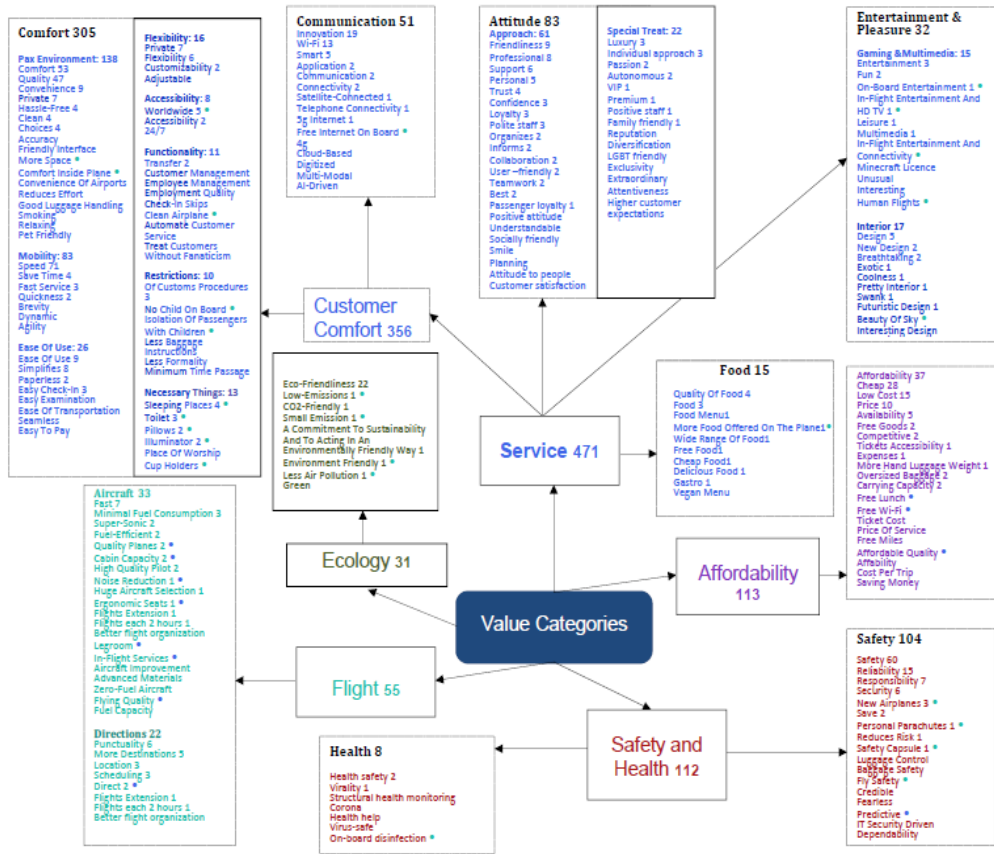 Comfort 305
Pax Environment: 138
Comfort 53
Quality 47
Convenience 9
Private 7
Hassle-Free 4
Clean 4
Choices 4
Accuracy
Friendly Interface
More Space
Comfort Inside Plane
Convenience Of Airports
Reduces Effort
Good Luggage Handling
Smoking
Relaxing
Pet Friendly
Mobility: 83
Speed 71
Save Time 4
Fast Service 3
Quickness 2
Brevity
Dynamic
Agility
Ease Of Use: 26
Ease Of Use 9
Simplifies 8
Paperless 2
Easy Check-In 3
Easy Examination
Ease Of Transportation
Seamless
Easy To Pay
Flexibility: 16
Private 7
Flexibility 6
Customizability 2
Adjustable
Accessibility: 8
Worldwide 5
Accessibility 2
24/7
Functionality: 11
Transfer 2
Customer Management
Employee Management
Employment Quality
Check-In Skips
Clean Airplane
Automate Customer
Service
Treat Customers
Without Fanaticism
Restrictions: 10
Of Customs Procedures
3
No Child On Board
Isolation Of Passengers
With Children
Less Baggage
Instructions
Less Formality
Minimum Time Passage
Necessary Things: 13
Sleeping Places 4
Toilet 3
Pillows 2
Illuminator 2
Place Of Worship
Cup Holders
Communication 51
Innovation 19
Wi-Fi 13
Smart 5
Application 2
Communication 2
Connectivity 2
Satellite-Connected 1
Telephone Connectivity 1
5g Internet 1
Free Internet On Board
4g
Cloud-Based
Digitized
Multi-Modal
AI-Driven
Attitude 83
Approach: 61
Friendliness 9
Professional 8
Support 6
Personal 5
Trust 4
Confidence 3
Loyalty 3
Polite staff 3
Organizes 2
Informs 2
Collaboration 2
User –friendly 2
Teamwork 2
Best 2
Passenger loyalty 1
Positive attitude
Understandable
Socially friendly
Smile
Planning
Attitude to people
Customer satisfaction
Special Treat: 22
Luxury 3
Individual approach 3
Passion 2
Autonomous 2
VIP 1
Premium 1
Positive staff 1
Family friendly 1
Reputation
Diversification
LGBT friendly
Exclusivity
Extraordinary
Attentiveness
Higher customer
expectations
Entertainment &
Pleasure 32
Gaming &Multimedia: 15
Entertainment 3
Fun 2
On-Board Entertainment 1
In-Flight Entertainment And
HD TV 1
Leisure 1
Multimedia 1
In-Flight Entertainment And
Connectivity
Minecraft Licence
Unusual
Interesting
Human Flights
Interior 17
Design 5
New Design 2
Breathtaking 2
Exotic 1
Coolness 1
Pretty Interior 1
Swank 1
Futuristic Design 1
Beauty Of Sky
Interesting Design
Customer
Comfort 356
Eco-Friendliness 22
Low-Emissions 1
CO2-Friendly 1
Small Emission 1
A Commitment To Sustainability
And To Acting In An
Environmentally Friendly Way 1
Environment Friendly 1
Less Air Pollution 1
Green
Service 471
Food 15
Quality Of Food 4
Food 3
Food Menu1
More Food Offered On The Plane1
Wide Range Of Food1
Free Food1
Cheap Food1
Delicious Food 1
Gastro 1
Vegan Menu
Affordability 37
Cheap 28
Low Cost 15
Price 10
Availability 5
Free Goods 2
Competitive 2
Tickets Accessibility 1
Expenses 1
More Hand Luggage Weight 1
Oversized Baggage 2
Carrying Capacity 2
Free Lunch
Free Wi-Fi
Ticket Cost
Price Of Service
Free Miles
Affordable Quality
Affability
Cost Per Trip
Saving Money
Aircraft 33
Fast 7
Minimal Fuel Consumption 3
Super-Sonic 2
Fuel-Efficient 2
Quality Planes 2
Cabin Capacity 2
High Quality Pilot 2
Noise Reduction 1
Huge Aircraft Selection 1
Ergonomic Seats 1
Flights Extension 1
Flights each 2 hours 1
Better flight organization
Legroom
In-Flight Services
Aircraft Improvement
Advanced Materials
Zero-Fuel Aircraft
Flying Quality
Fuel Capacity
Directions 22
Punctuality 6
More Destinations 5
Location 3
Scheduling 3
Direct 2
Flights Extension 1
Flights each 2 hours 1
Better flight organization
Ecology 31
Affordability
113
Value Categories
Flight 55
Safety and
Health 112
Health 8
Health safety 2
Virality 1
Structural health monitoring
Corona
Health help
Virus-safe
On-board disinfection
Safety 104
Safety 60
Reliability 15
Responsibility 7
Security 6
New Airplanes 3
Save 2
Personal Parachutes 1
Reduces Risk 1
Safety Capsule 1
Luggage Control
Baggage Safety
Fly Safety
Credible
Fearless
Predictive
IT Security Driven
Dependability